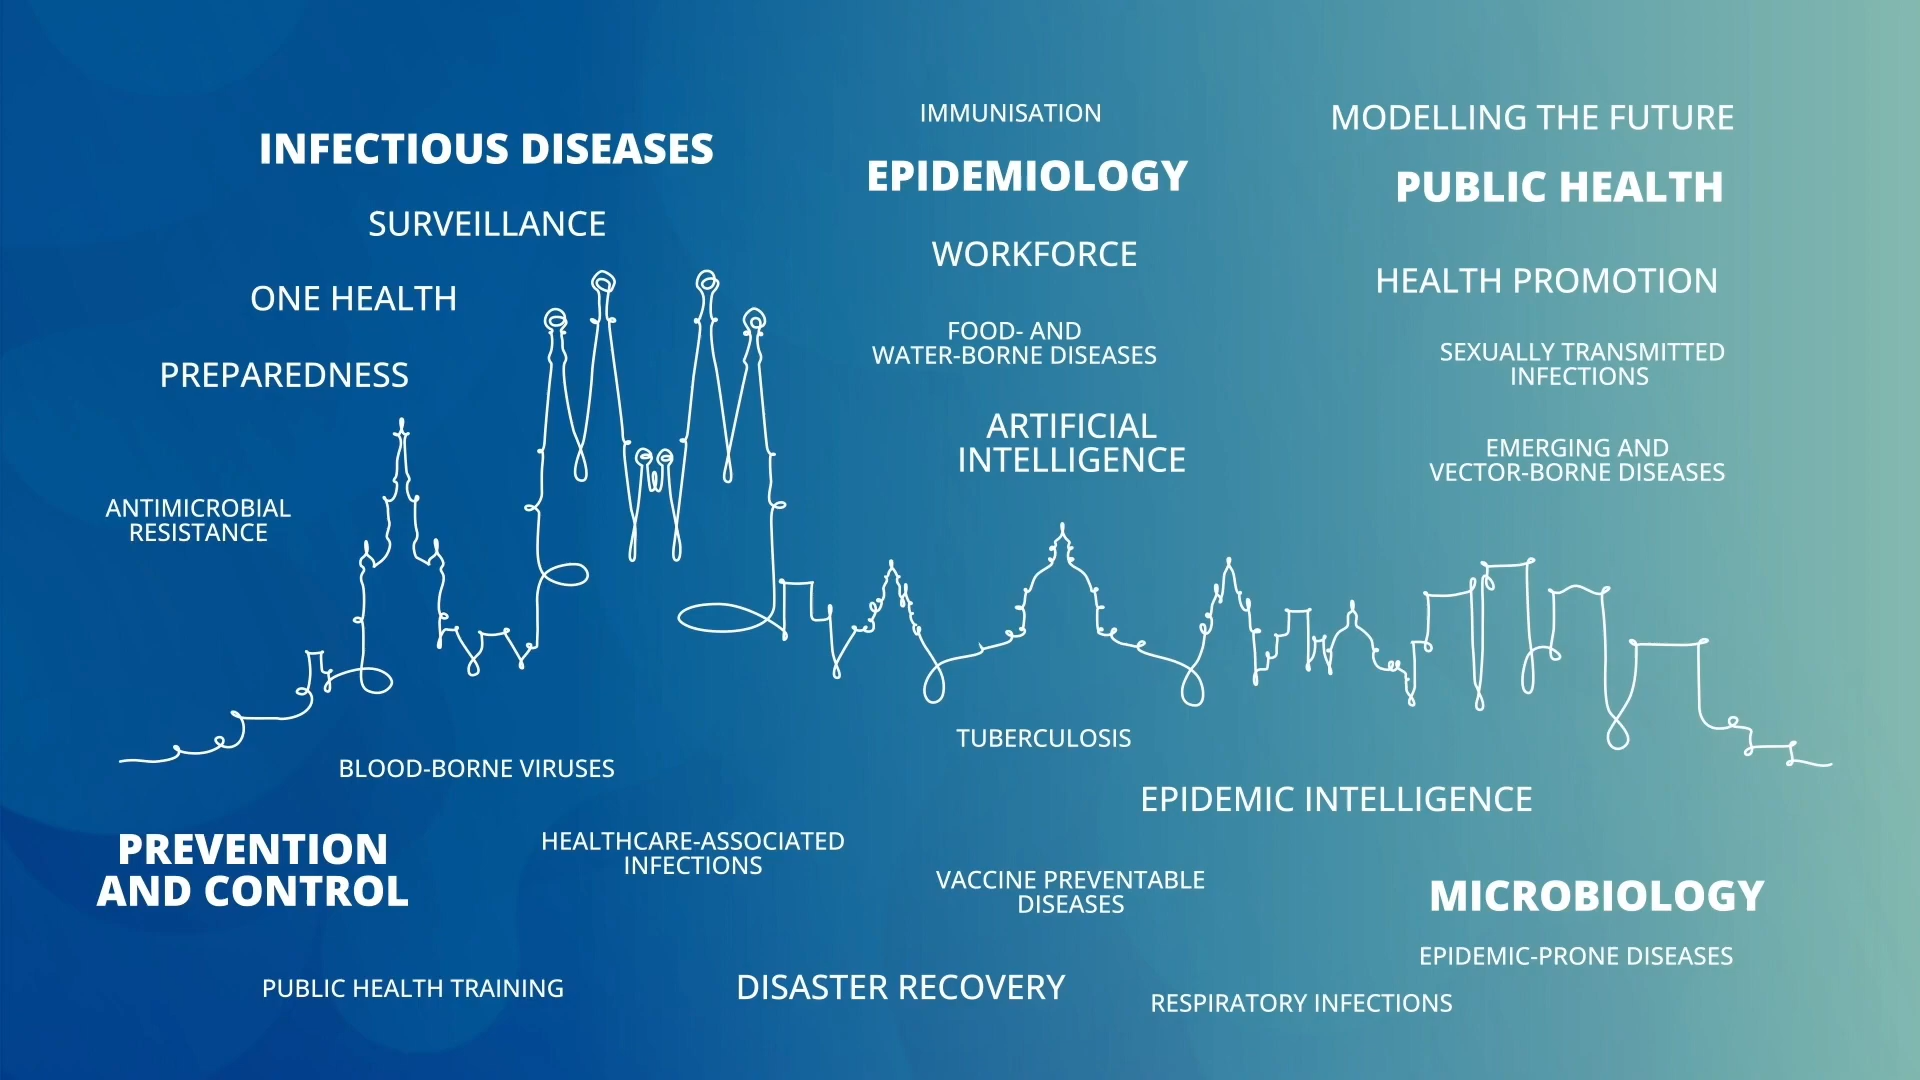 INFECTIOUS DISEASES
SURVEILLANCE
ONE HEALTH
PREPAREDNESS
ANTIMICROBIAL
RESISTANCE
IMMUNISATION
EPIDEMIOLOGY
WORKFORCE
FOOD- AND
WATER-BORNE DISEASES
ARTIFICIAL
INTELLIGENCE
MODELLING THE FUTURE
PUBLIC HEALTH
HEALTH PROMOTION
SEXUALLY TRANSMITTED
INFECTIONS
EMERGING AND
VECTOR-BORNE DISEASES
BLOOD-BORNE VIRUSES
PREVENTION
AND CONTROL
HEALTHCARE-ASSOCIATED
INFECTIONS
PUBLIC HEALTH TRAINING
TUBERCULOSIS
EPIDEMIC INTELLIGENCE
VACCINE PREVENTABLE
DISEASES
DISASTER RECOVERY
MICROBIOLOGY
EPIDEMIC-PRONE DISEASES
RESPIRATORY INFECTIONS